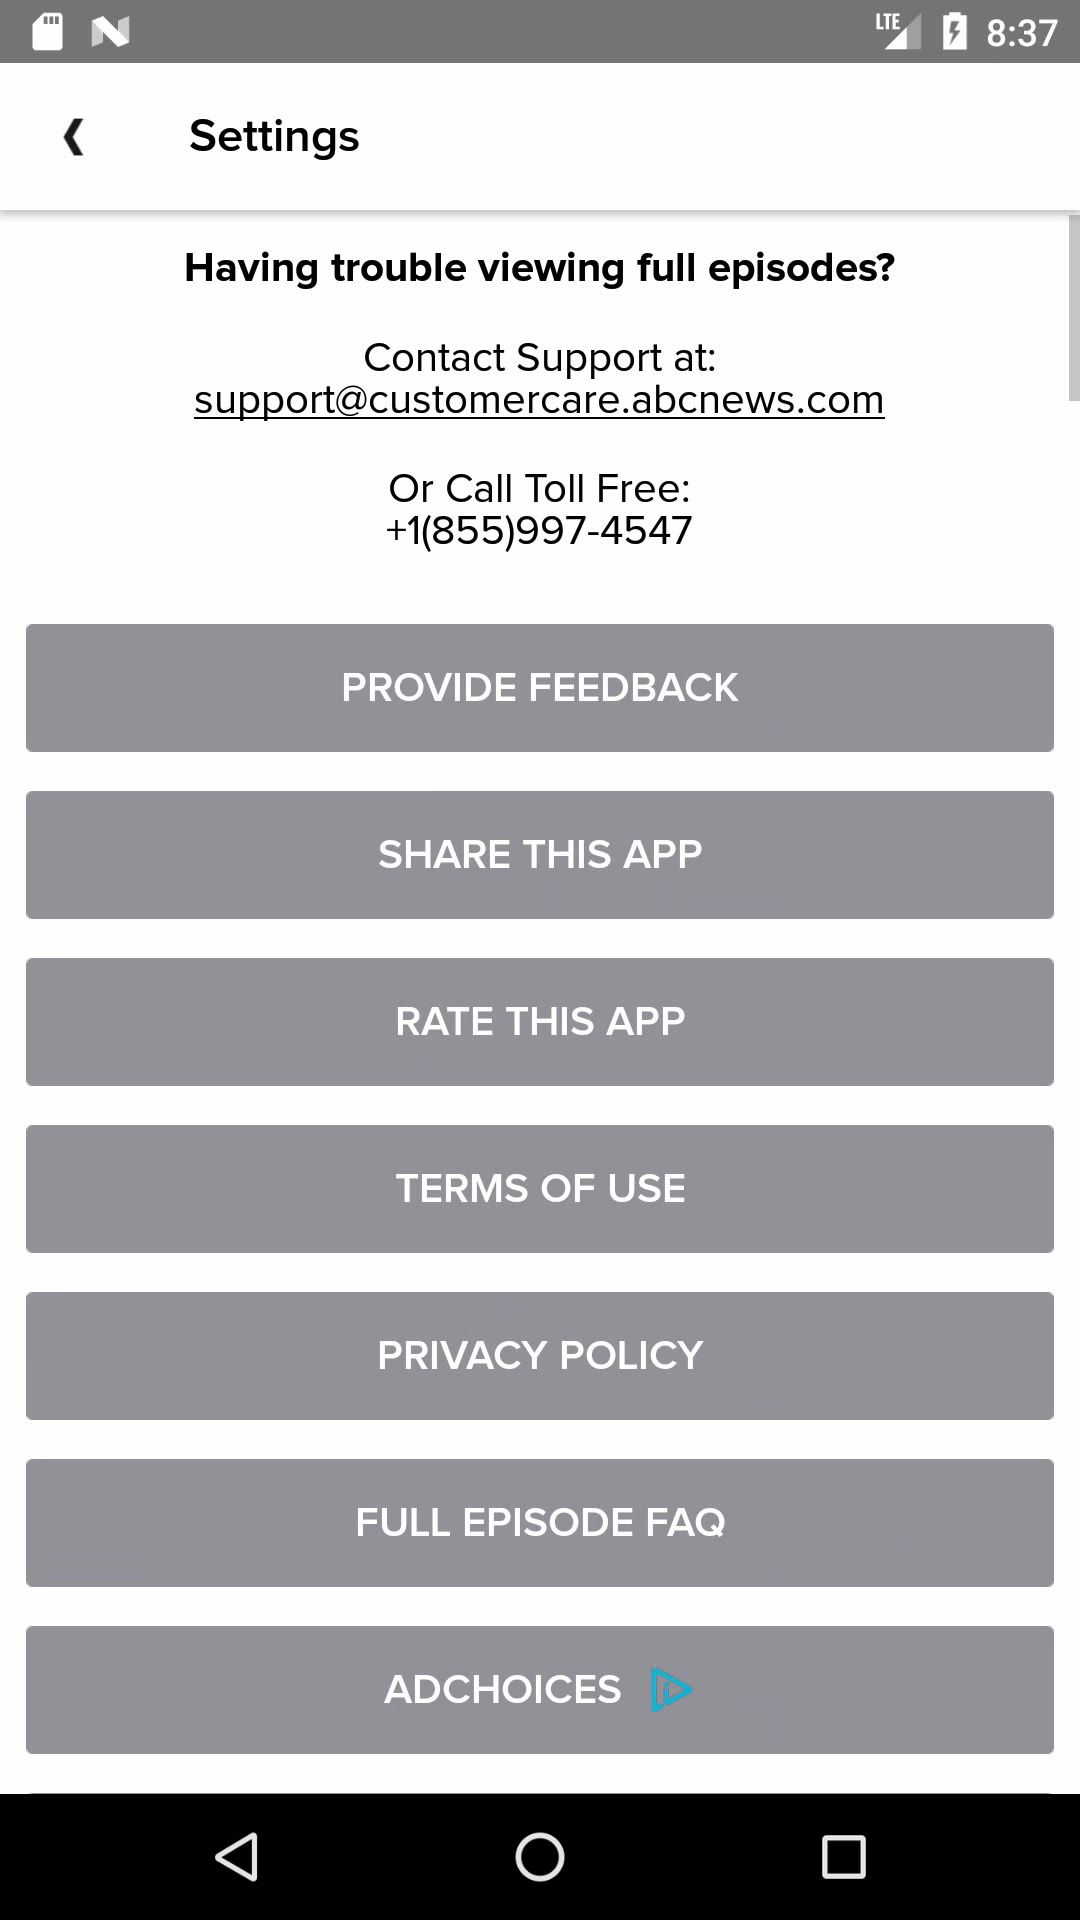 LTE 8:37
Settings
Having trouble viewing full episodes?
Contact Support at:
support@customercare.abcnews.com
Or Call Toll Free:
+1(855)997-4547
PROVIDE FEEDBACK
SHARE THIS APP
RATE THIS APP
TERMS OF USE
PRIVACY POLICY
FULL EPISODE FAQ
ADCHOICES